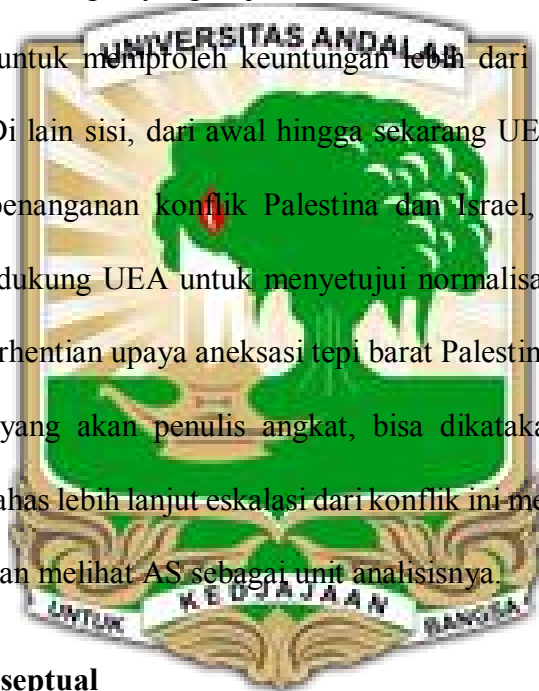 UNIVERSITAS ANDALAS
untuk memproleh keuntungan lebih dari
Di lain sisi, dari awal hingga sekarang UE
penanganan konflik Palestina dan Israel,
dukung UEA untuk menyetujui normalisa
rhentian upaya aneksasi tepi barat Palestin
yang akan penulis angkat, bisa dikataka
ahas lebih lanjut eskalasi dari konflik ini me
an melihat AS sebagai unit analisisnya.
UNTUK KEDJAJAAN BANGSA
septual